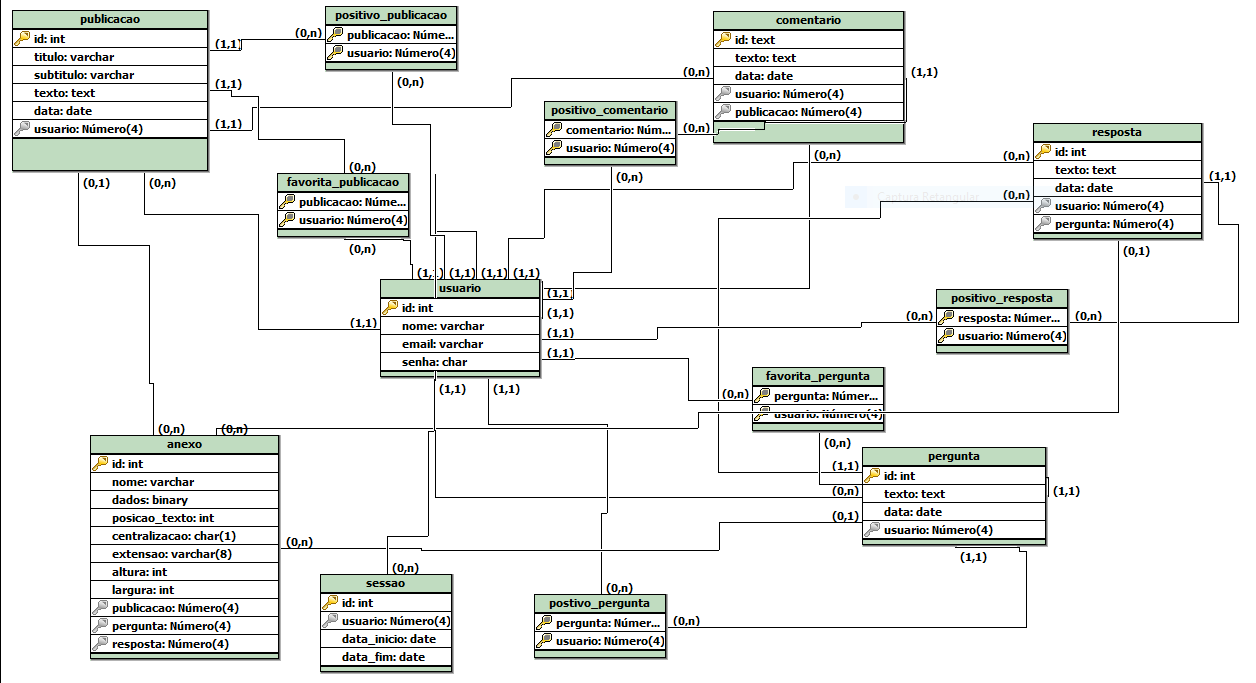 publicacao
id: int
titulo: varchar
subtitulo: varchar
texto: text
data: date
usuario: Número(4)
(1,1)
(0,n)
(1,1)
(1,1)
(0,1)
(0,n)
positivo_publicacao
publicacao: Núme...
usuario: Número(4)
(0,n)
comentario
id: text
texto: text
data: date
usuario: Número(4)
publicacao: Número(4)
(0,n)
(1,1)
(0,n)
positivo_comentario
comentario: Núm...
usuario: Número(4)
(0,n)
(0,n)
resposta
id: int
texto: text
data: date
usuario: Número(4)
pergunta: Número(4)
(0,n)
(0,n)
(1,1)
(0,1)
Captura Retangular
(0,n)
favorita_publicacao
publicacao: Núme...
usuario: Número(4)
(0,n)
(1,1)
(1,1)
(1,1)
(1,1)
usuario
id: int
nome: varchar
email: varchar
senha: char
(1,1)
(1,1)
(1,1)
(1,1)
(1,1)
(1,1)
(1,1)
positivo_resposta
resposta: Númer...
usuario: Número(4)
(0,n)
(0,n)
favorita_pergunta
pergunta: Númer...
usuario: Número(4)
(0,n)
(0,n)
pergunta
id: int
texto: text
data: date
usuario: Número(4)
(1,1)
(0,n)
(0,1)
(1,1)
(1,1)
(0,n)
(0,n)
anexo
id: int
nome: varchar
dados: binary
posicao_texto: int
centralizacao: char(1)
extensao: varchar(8)
altura: int
largura: int
publicacao: Número(4)
pergunta: Número(4)
resposta: Número(4)
(0,n)
(0,n)
sessao
id: int
usuario: Número(4)
data_inicio: date
data_fim: date
(0,n)
postivo_pergunta
pergunta: Númer...
usuario: Número(4)
(0,n)